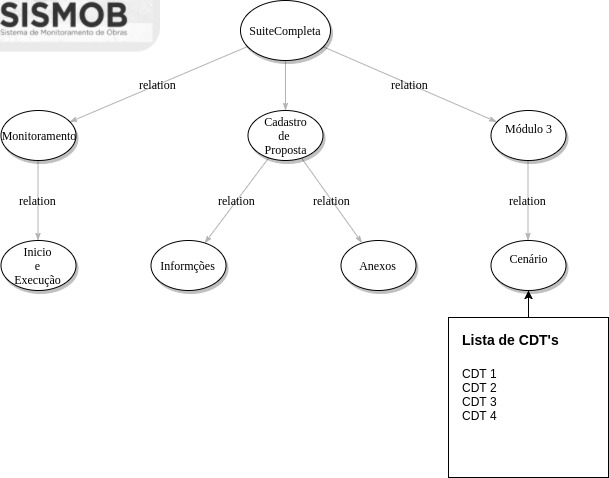 SISMOB
Sistema de Monitoramento de Obras
SuiteCompleta
relation
relation
Monitoramento
Cadastro
de
Proposta
Módulo 3
relation
relation
relation
relation
Inicio
e
Execução
Informções
Anexos
Cenário
Lista de CDT's
CDT 1
CDT 2
CDT 3
CDT 4